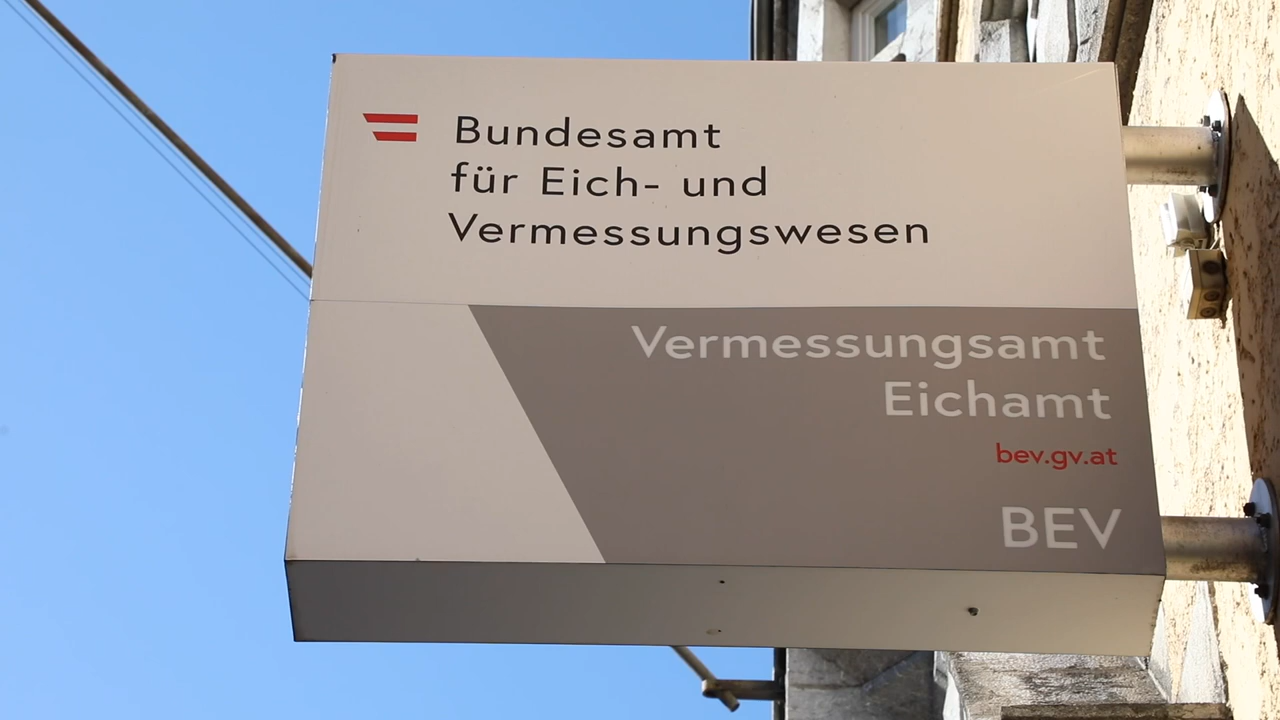 Bundesamt
für Eich- und
Vermessungswesen
Vermessungsamt
Eichamt
bev.gv.at
BEV